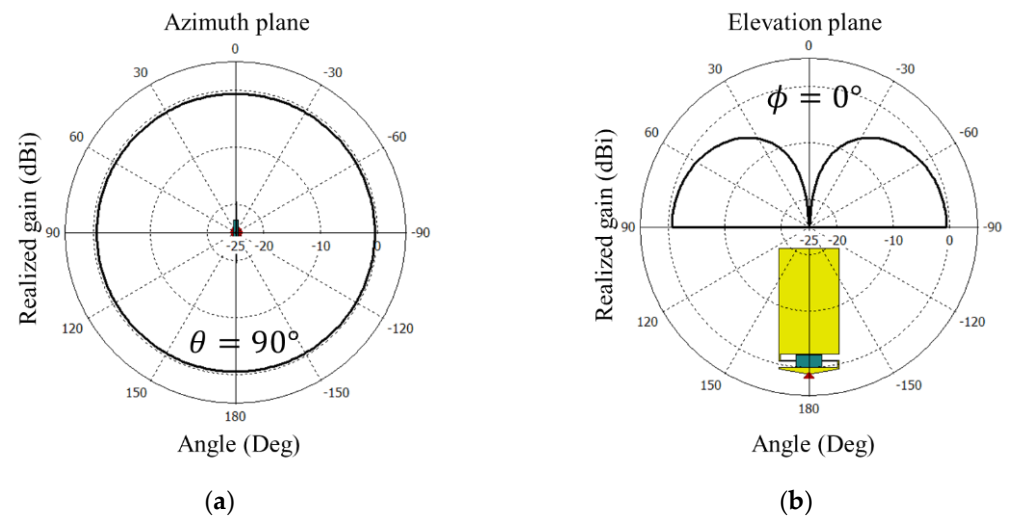 Azimuth plane
0
30 -30
60 -60
90 -90
-25 -20 -10 0
120 -120
θ = 90°
150 -150
180
Realized gain (dBi)
Angle (Deg)
(a)
Elevation plane
0
30 -30
ϕ = 0°
60 -60
90 -90
-25 -20 -10 0
120 -120
150 -150
180
Realized gain (dBi)
Angle (Deg)
(b)